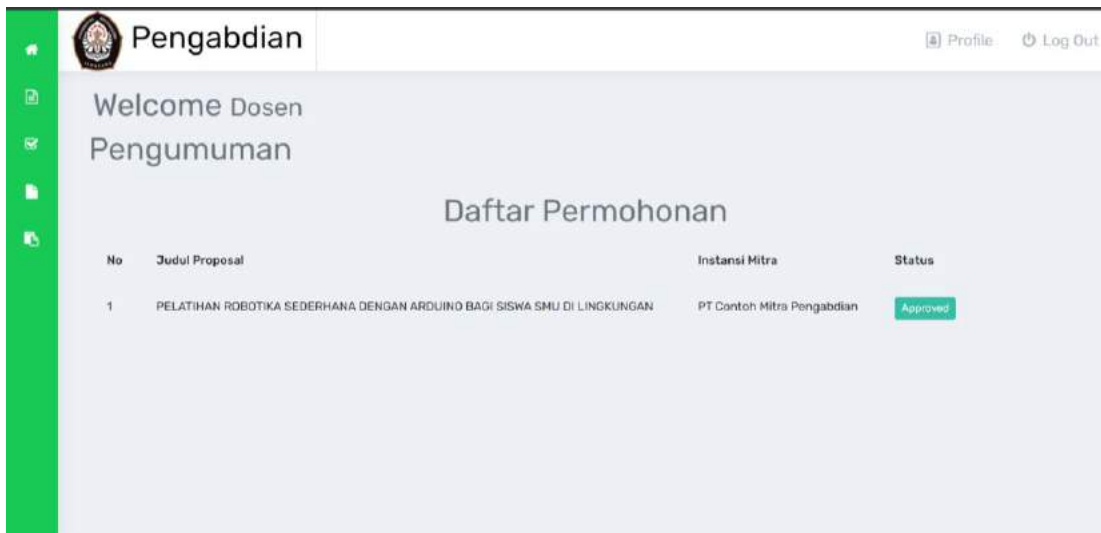 Pengabdian
Profile
Log Out
Welcome Dosen
Pengumuman
Daftar Permohonan
No Judul Proposal Instansi Mitra Status
1 PELATIHAN ROBOTIKA SEDERHANA DENGAN ARDUINO BAGI SISWA SMU DI LINGKUNGAN PT Contoh Mitra Pengabdian Approved